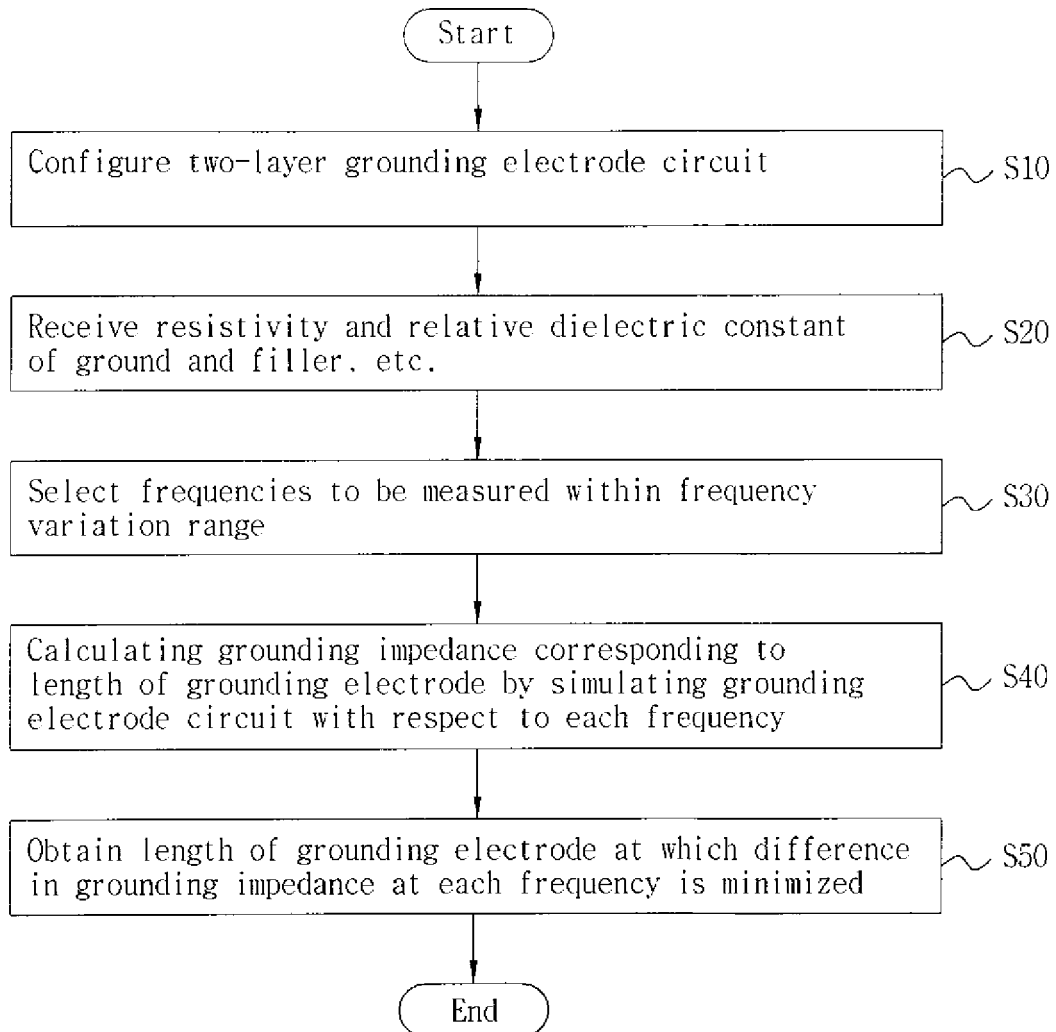 Start
Configure two-layer grounding electrode circuit
S10
Receive resistivity and relative dielectric constant
of ground and filler, etc.
S20
Select frequencies to be measured within frequency
variation range
S30
Calculating grounding impedance corresponding to
length of grounding electrode by simulating grounding
electrode circuit with respect to each frequency
S40
Obtain length of grounding electrode at which difference
in grounding impedance at each frequency is minimized
S50
End